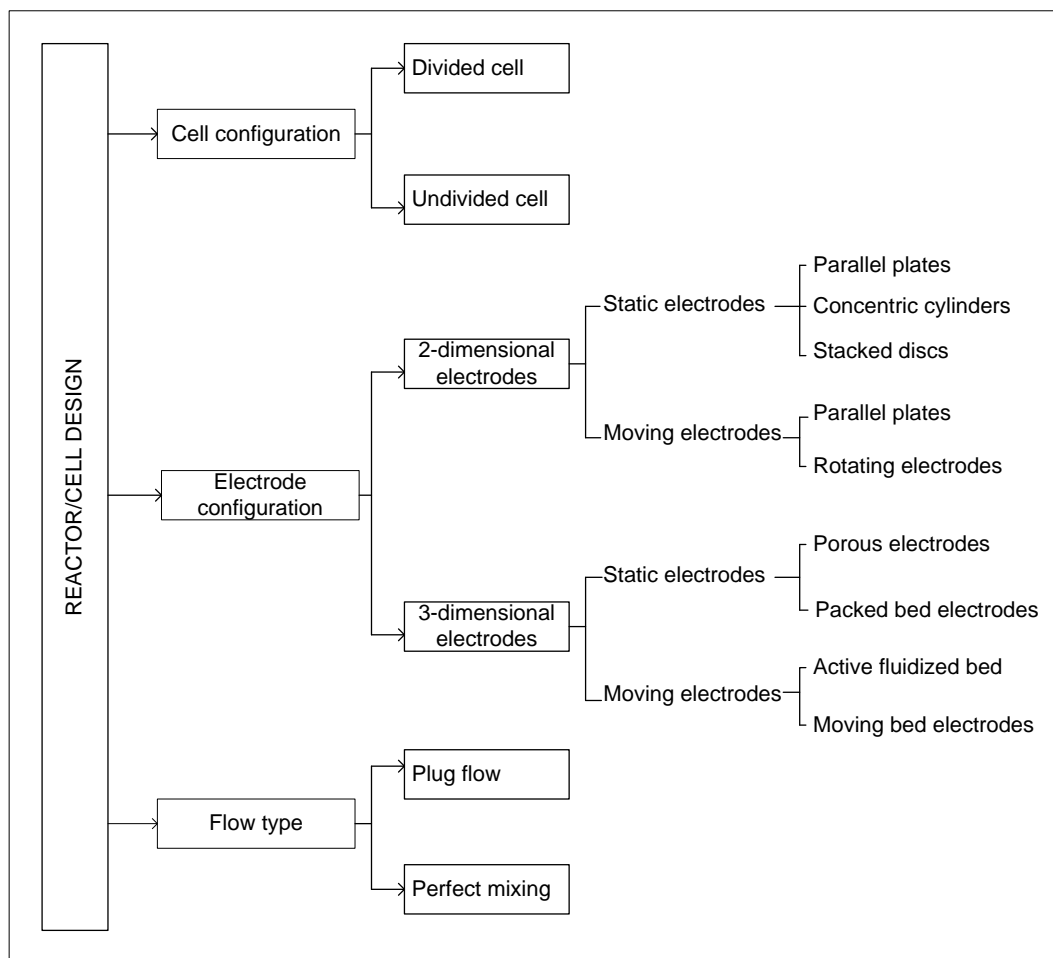 REACTOR/CELL DESIGN
Cell configuration
Divided cell
Undivided cell
Electrode
configuration
2-dimensional
electrodes
Static electrodes
Parallel plates
Concentric cylinders
Stacked discs
Moving electrodes
Parallel plates
Rotating electrodes
3-dimensional
electrodes
Static electrodes
Porous electrodes
Packed bed electrodes
Moving electrodes
Active fluidized bed
Moving bed electrodes
Flow type
Plug flow
Perfect mixing